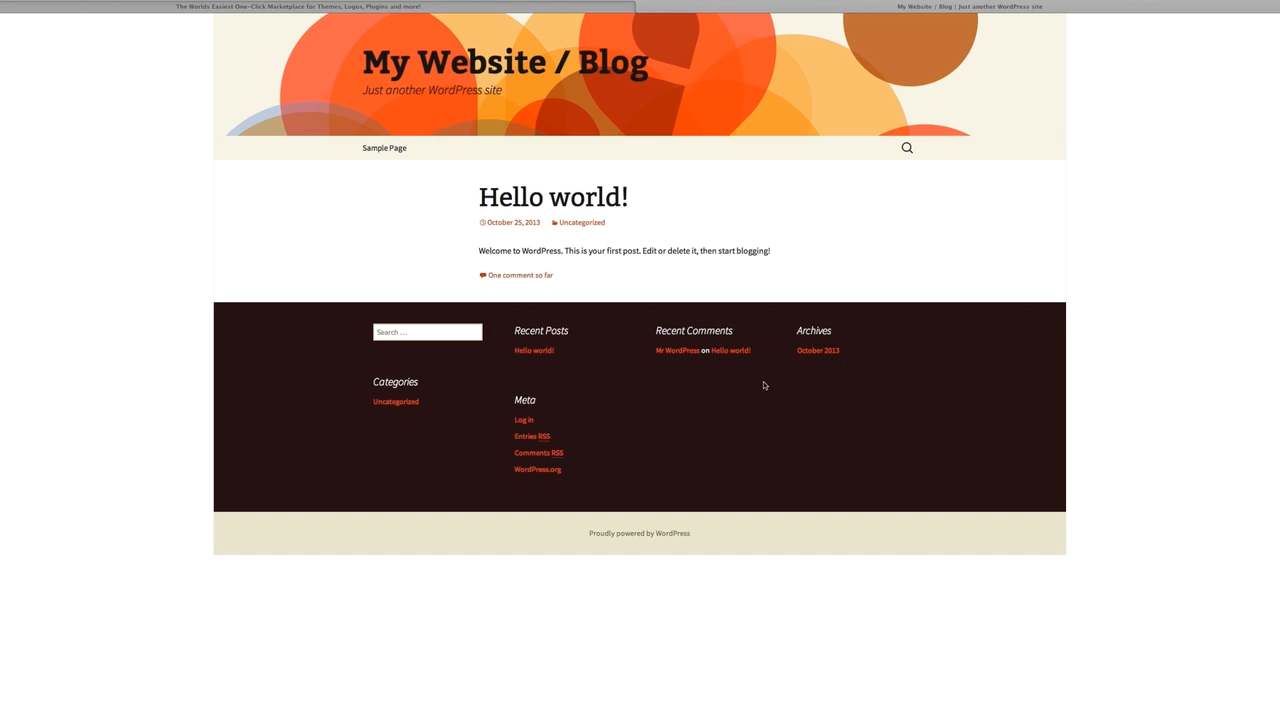 The Worlds Easiest One-Click Marketplace for Themes, Logos, Plugins and more!
My Website / Blog | Just another WordPress site
My Website / Blog
Just another WordPress site
Sample Page
Hello world!
October 25, 2013 Uncategorized
Welcome to WordPress. This is your first post. Edit or delete it, then start blogging!
One comment so far
Search ...
Categories
Uncategorized
Recent Posts
Hello world!
Meta
Log in
Entries RSS
Comments RSS
WordPress.org
Recent Comments
Mr WordPress on Hello world!
Archives
October 2013
Proudly powered by WordPress